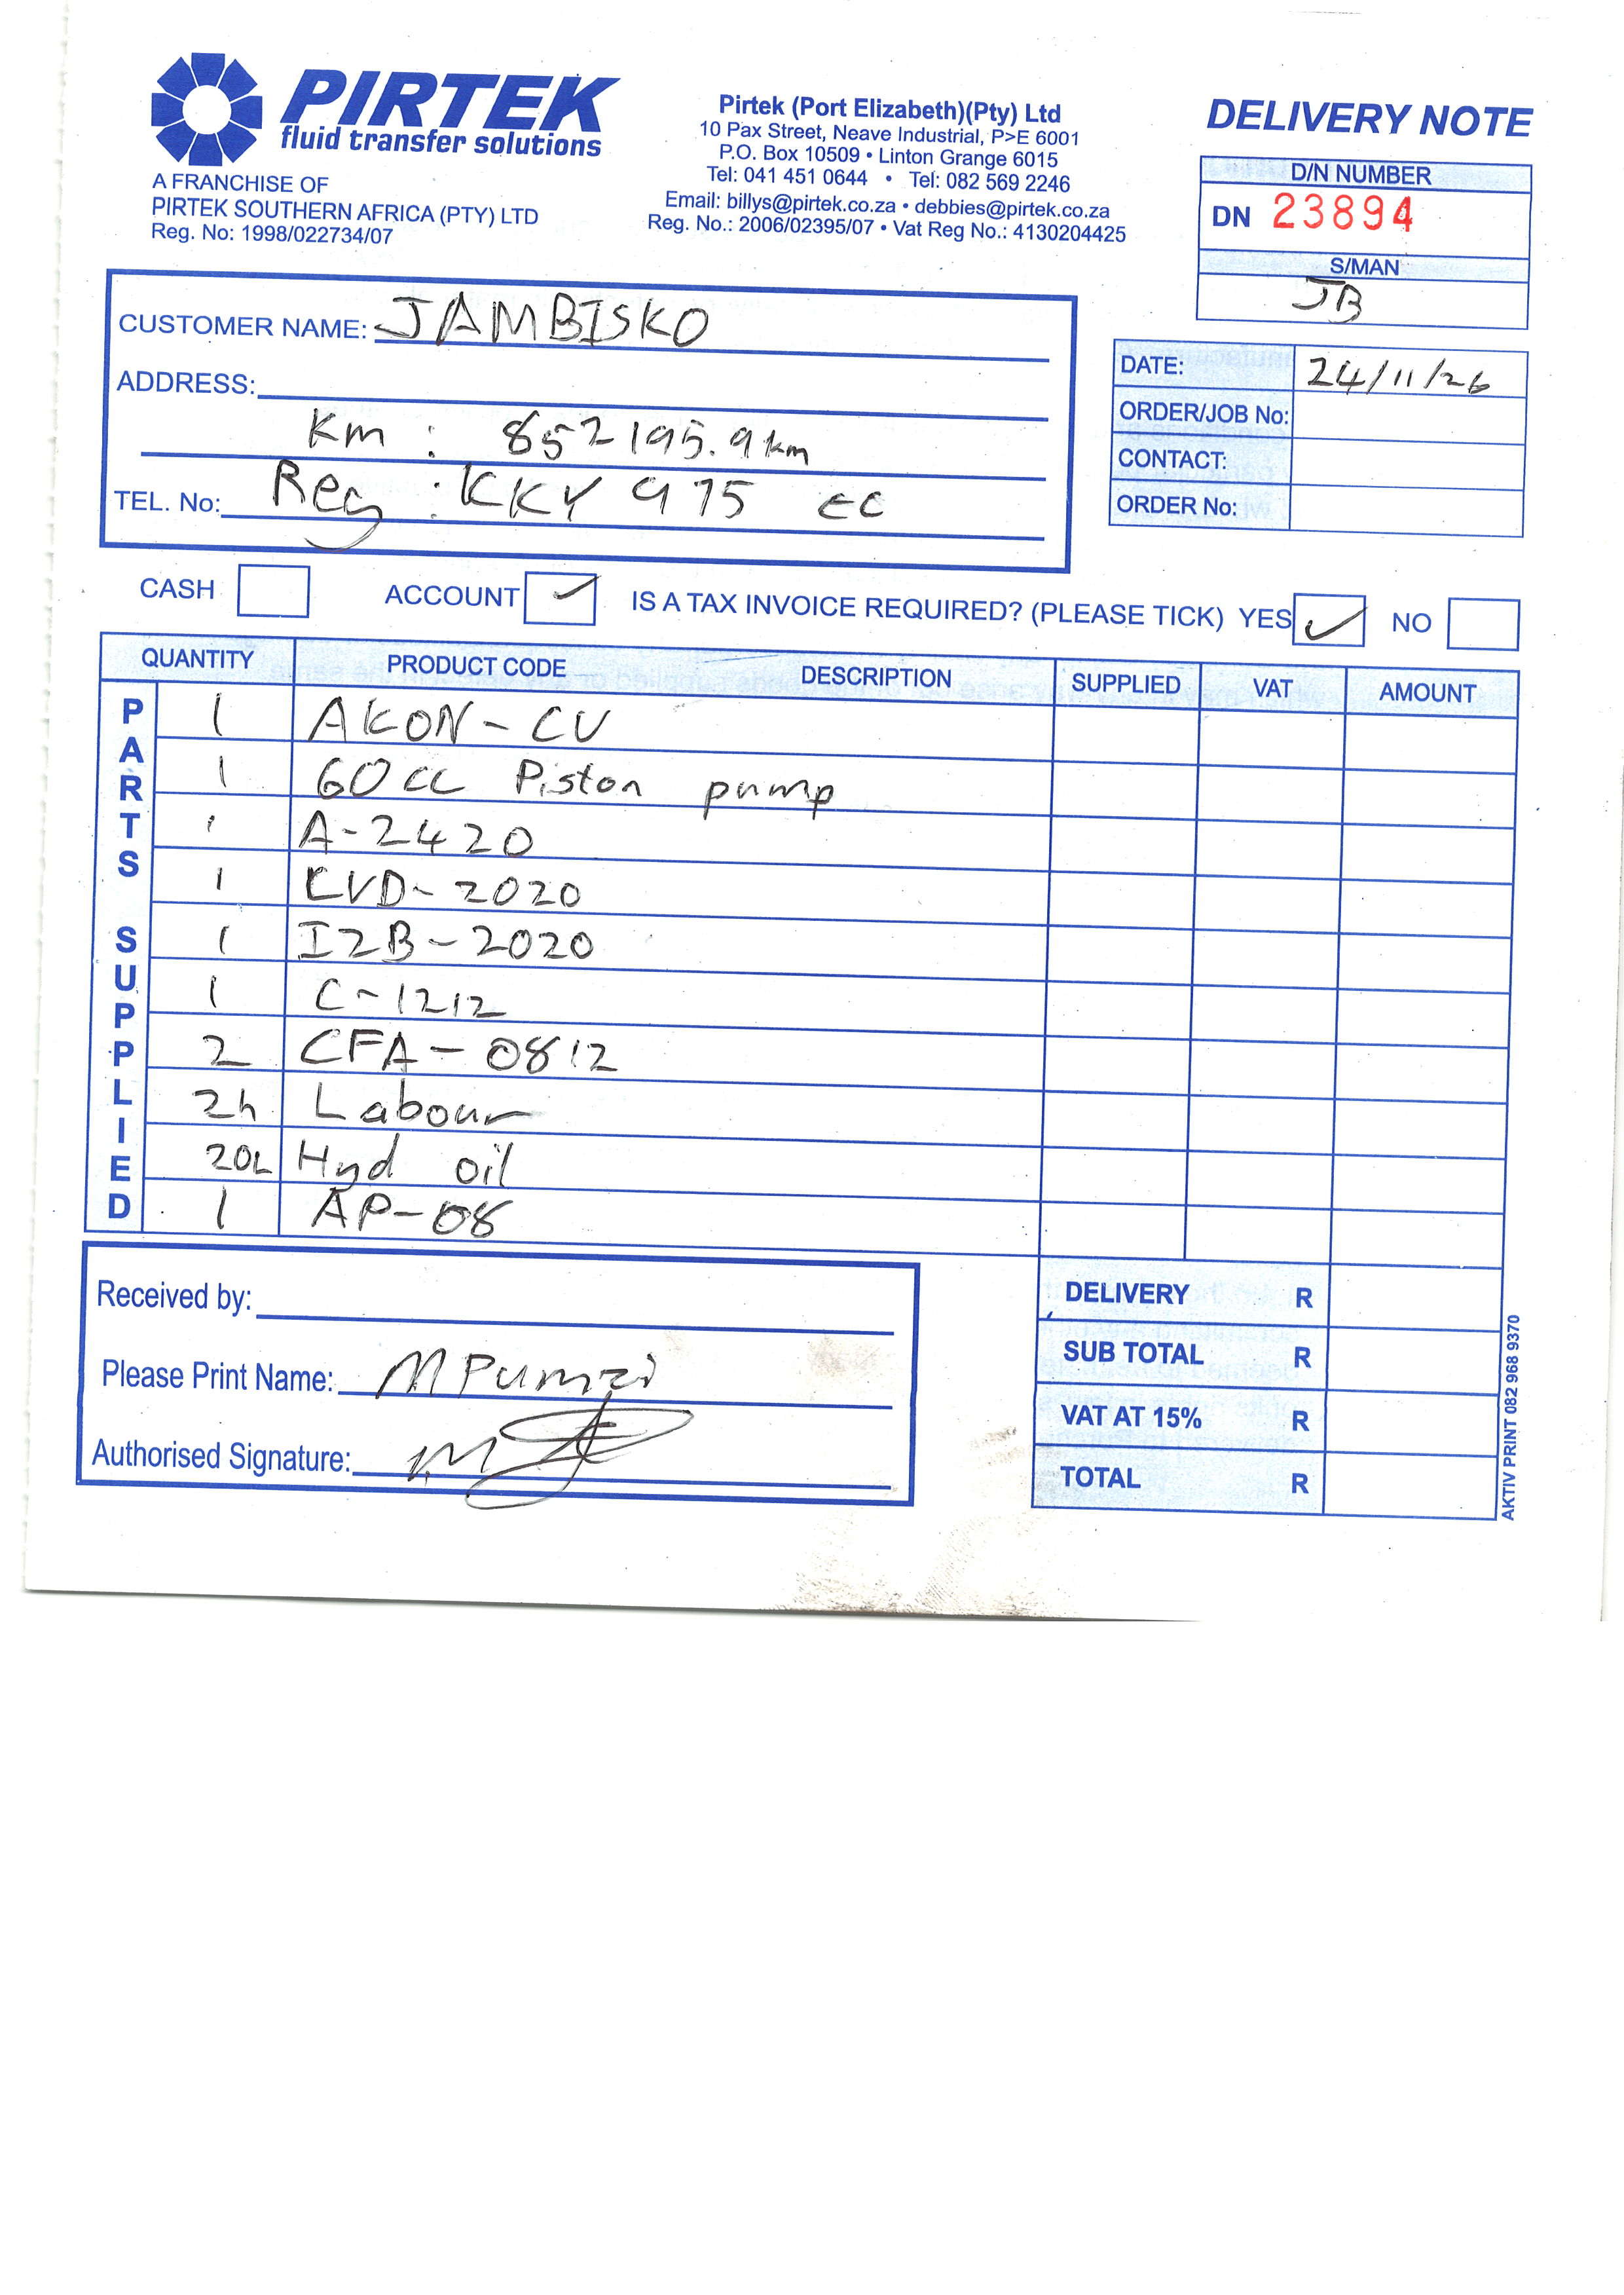 PIRTEK
fluid transfer solutions
A FRANCHISE OF
PIRTEK SOUTHERN AFRICA (PTY) LTD
Reg. No: 1998/022734/07
Pirtek (Port Elizabeth)(Pty) Ltd
10 Pax Street, Neave Industrial, P>E 6001
P.O. Box 10509 • Linton Grange 6015
Tel: 041 451 0644 • Tel: 082 569 2246
Email: billys@pirtek.co.za • debbies@pirtek.co.za
Reg. No.: 2006/02395/07 • Vat Reg No.: 4130204425
DELIVERY NOTE
D/N NUMBER
DN 23894
S/MAN
JB
CUSTOMER NAME: JAMBISKO
ADDRESS:
Km : 852195.9km
TEL. No: Reg : KKY 975 EC
DATE: 24/11/26
ORDER/JOB No:
CONTACT:
ORDER No:
CASH ACCOUNT ✓ IS A TAX INVOICE REQUIRED? (PLEASE TICK) YES ✓ NO
QUANTITY PRODUCT CODE DESCRIPTION SUPPLIED VAT AMOUNT
PARTS SUPPLIED
1 AKON-CV
1 60cc Piston pump
1 A-2420
1 CVD-2020
1 I2B-2020
1 C-1212
2 CFA-0812
2h Labour
20L Hyd oil
1 AP-08
Received by:
Please Print Name: MPumzi
Authorised Signature:
DELIVERY R
SUB TOTAL R
VAT AT 15% R
TOTAL R
AKTIV PRINT 082 968 9370